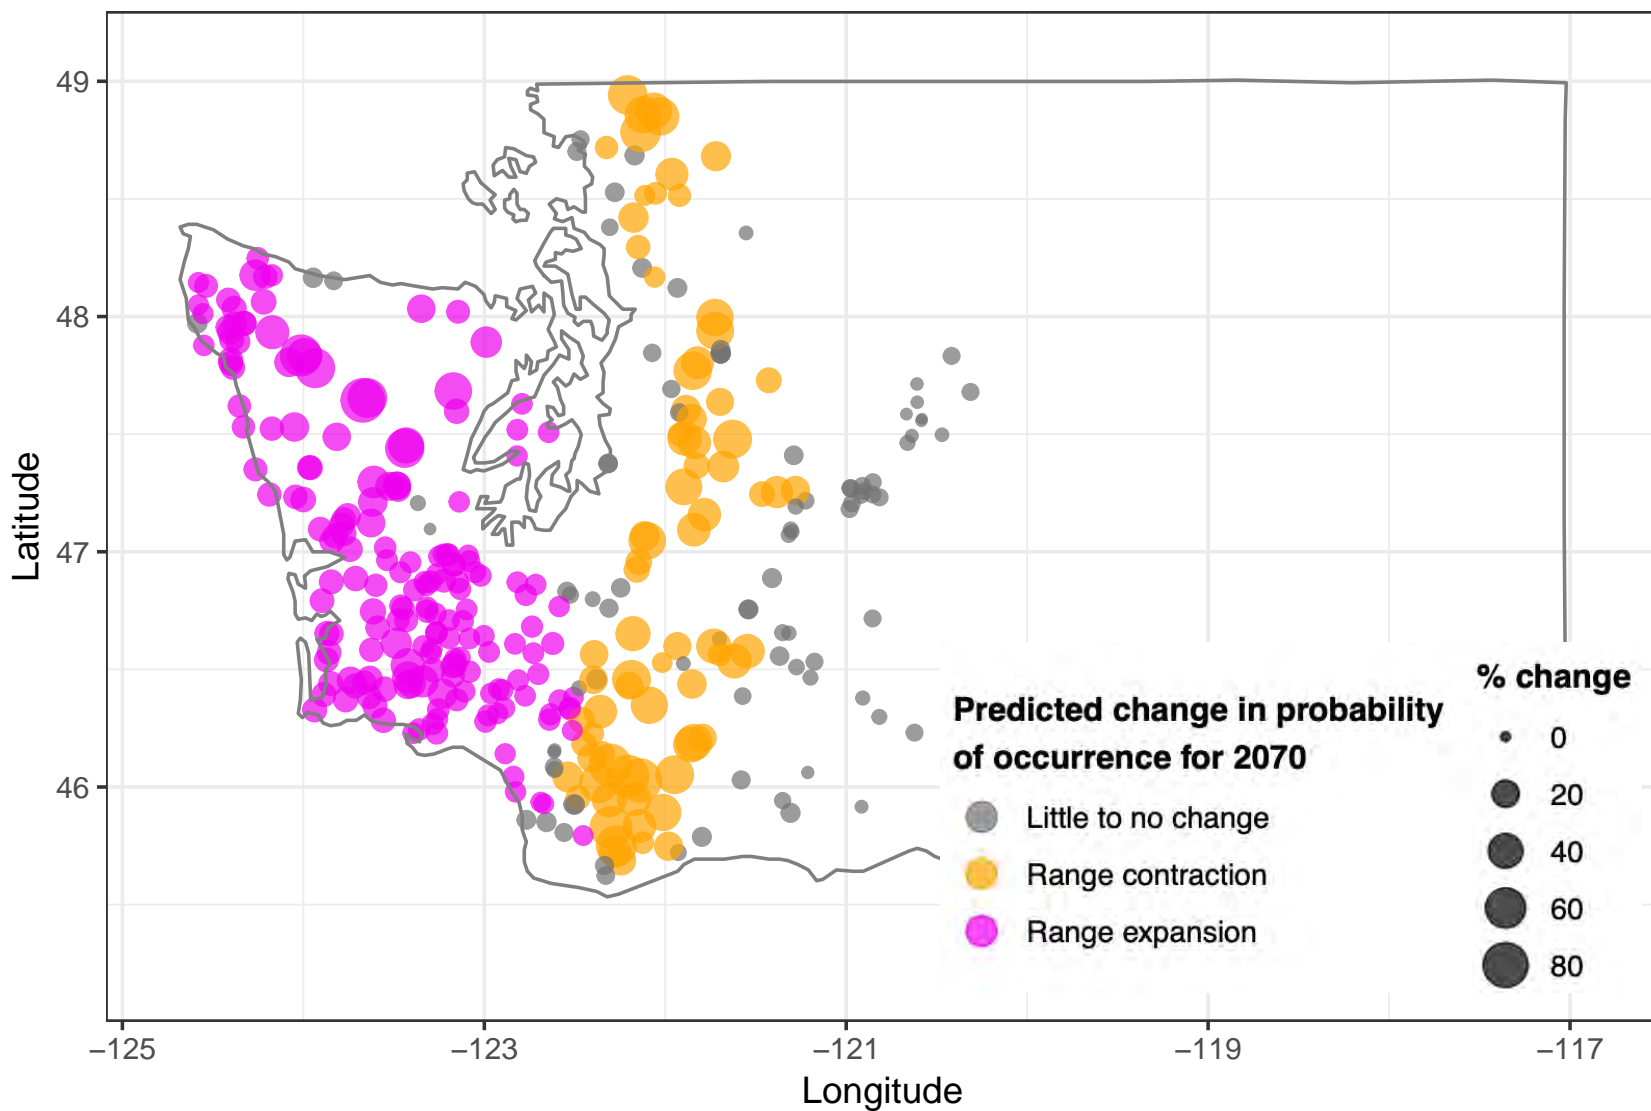 49
48
47
46
Latitude
−125
−123
−121
−119
−117
Longitude
Predicted change in probability
of occurrence for 2070
Little to no change
Range contraction
Range expansion
% change
0
20
40
60
80